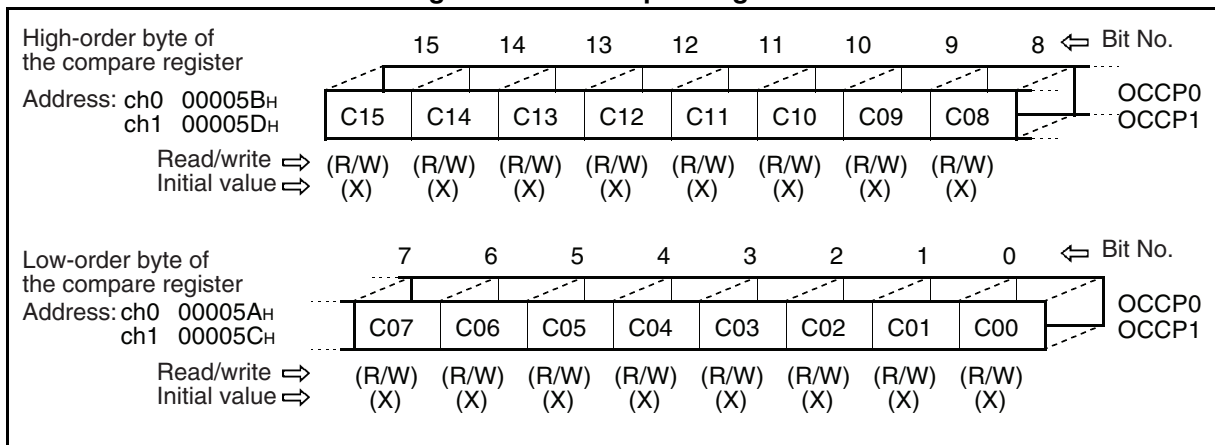 High-order byte of
the compare register
15 14 13 12 11 10 9 8 ⇦ Bit No.
Address: ch0 00005BH
ch1 00005DH
C15 C14 C13 C12 C11 C10 C09 C08
OCCP0
OCCP1
Read/write ⇨ (R/W) (R/W) (R/W) (R/W) (R/W) (R/W) (R/W) (R/W)
Initial value ⇨ (X) (X) (X) (X) (X) (X) (X) (X)
Low-order byte of
the compare register
7 6 5 4 3 2 1 0 ⇦ Bit No.
Address: ch0 00005AH
ch1 00005CH
C07 C06 C05 C04 C03 C02 C01 C00
OCCP0
OCCP1
Read/write ⇨ (R/W) (R/W) (R/W) (R/W) (R/W) (R/W) (R/W) (R/W)
Initial value ⇨ (X) (X) (X) (X) (X) (X) (X) (X)